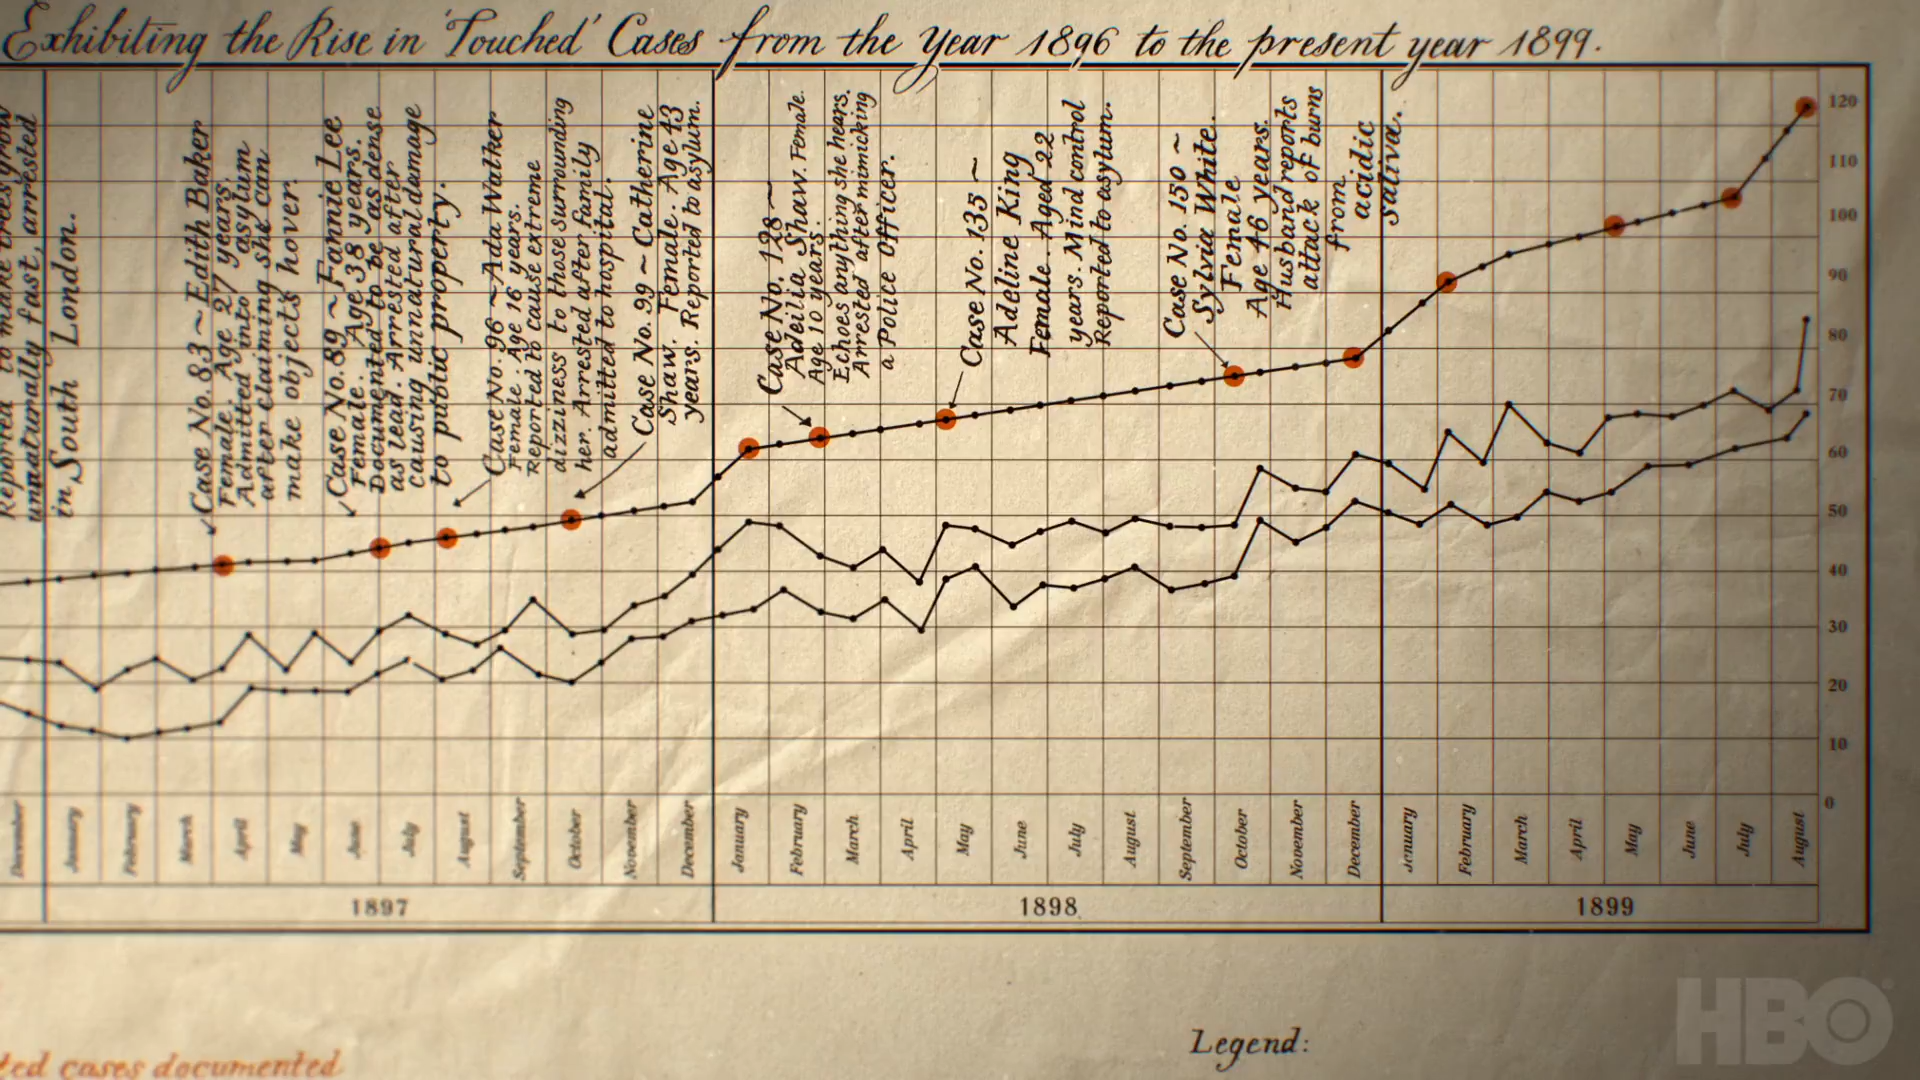 Exhibiting the Rise in 'Touched' Cases from the Year 1896 to the present year 1899.
unnaturally fast, arrested
in South London.
Case No. 83 ~ Edith Baker
Female. Age 27 years.
Admitted into asylum
after claiming she can
make objects hover.
Case No. 89 ~ Fannie Lee
Female. Age 38 years.
Documented to be as dense
as lead. Arrested after
causing unnatural damage
to public property.
Case No. 96 ~ Ada Walker
Female. Age 16 years.
Reported to cause extreme
dizziness to those surrounding
her. Arrested after family
admitted to hospital.
Case No. 99 ~ Catherine
Shaw. Female. Age 43
years. Reported to asylum.
Case No. 128 ~
Adeilia Shaw. Female.
Age 10 years.
Echoes anything she hears.
Arrested after mimicking
a Police Officer.
Case No. 135 ~
Adeline King
Female. Aged 22
years. Mind control
Reported to asylum.
Case No. 150 ~
Sylvia White.
Female
Age 46 years.
Husband reports
attack of burns
from
acidic
saliva.
120
110
100
90
80
70
60
50
40
30
20
10
0
December January February March April May June July August September October November December January February March April May June July August September October November December January February March April May June July August
1897 1898 1899
Legend:
cases documented
HBO